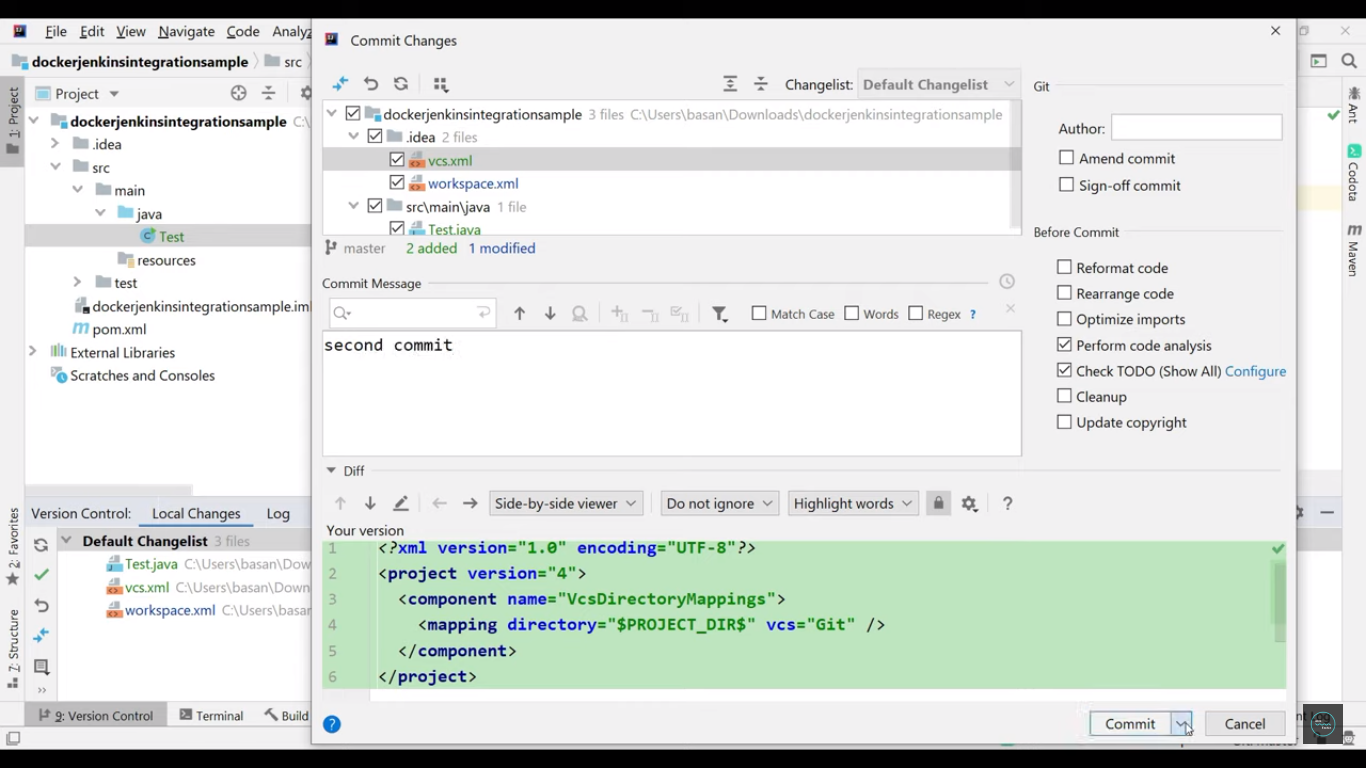 File Edit View Navigate Code Analyz
dockerjenkinsintegrationsample src
1: Project
Project
dockerjenkinsintegrationsample C:\
.idea
src
main
java
Test
resources
test
dockerjenkinsintegrationsample.iml
pom.xml
External Libraries
Scratches and Consoles
Commit Changes
Changelist: Default Changelist
dockerjenkinsintegrationsample 3 files C:\Users\basan\Downloads\dockerjenkinsintegrationsample
.idea 2 files
vcs.xml
workspace.xml
src\main\java 1 file
Test.java
master 2 added 1 modified
Commit Message
Match Case Words Regex ?
second commit
Diff
Side-by-side viewer Do not ignore Highlight words ?
Your version
1 <?xml version="1.0" encoding="UTF-8"?>
2 <project version="4">
3 <component name="VcsDirectoryMappings">
4 <mapping directory="$PROJECT_DIR$" vcs="Git" />
5 </component>
6 </project>
? Commit Cancel
Git
Author:
Amend commit
Sign-off commit
Before Commit
Reformat code
Rearrange code
Optimize imports
Perform code analysis
Check TODO (Show All) Configure
Cleanup
Update copyright
Ant
Codota
m Maven
2: Favorites
7: Structure
Version Control: Local Changes Log
Default Changelist 3 files
Test.java C:\Users\basan\Dow
vcs.xml C:\Users\basan\Down
workspace.xml C:\Users\basan
9: Version Control Terminal Build